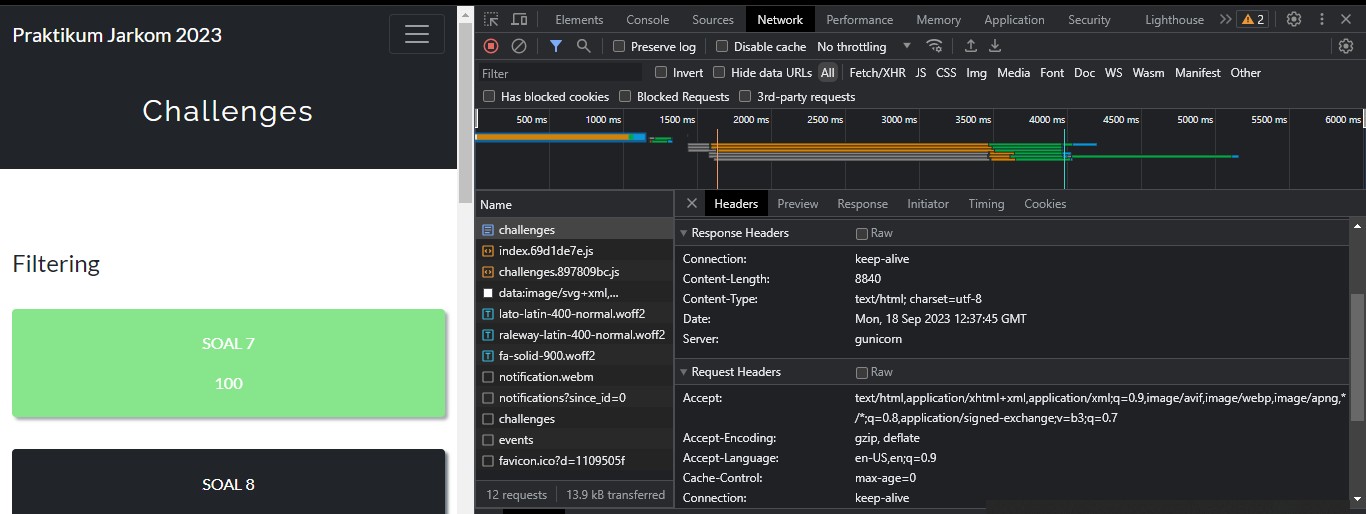 Praktikum Jarkom 2023
Challenges
Filtering
SOAL 7
100
SOAL 8
Elements Console Sources Network Performance Memory Application Security Lighthouse 2
Preserve log Disable cache No throttling
Filter Invert Hide data URLs All Fetch/XHR JS CSS Img Media Font Doc WS Wasm Manifest Other
Has blocked cookies Blocked Requests 3rd-party requests
500 ms 1000 ms 1500 ms 2000 ms 2500 ms 3000 ms 3500 ms 4000 ms 4500 ms 5000 ms 5500 ms 6000 ms
Name
challenges
index.69d1de7e.js
challenges.897809bc.js
data:image/svg+xml,...
lato-latin-400-normal.woff2
raleway-latin-400-normal.woff2
fa-solid-900.woff2
notification.webm
notifications?since_id=0
challenges
events
favicon.ico?d=1109505f
12 requests 13.9 kB transferred
Headers Preview Response Initiator Timing Cookies
Response Headers Raw
Connection: keep-alive
Content-Length: 8840
Content-Type: text/html; charset=utf-8
Date: Mon, 18 Sep 2023 12:37:45 GMT
Server: gunicorn
Request Headers Raw
Accept: text/html,application/xhtml+xml,application/xml;q=0.9,image/avif,image/webp,image/apng,*
/*;q=0.8,application/signed-exchange;v=b3;q=0.7
Accept-Encoding: gzip, deflate
Accept-Language: en-US,en;q=0.9
Cache-Control: max-age=0
Connection: keep-alive